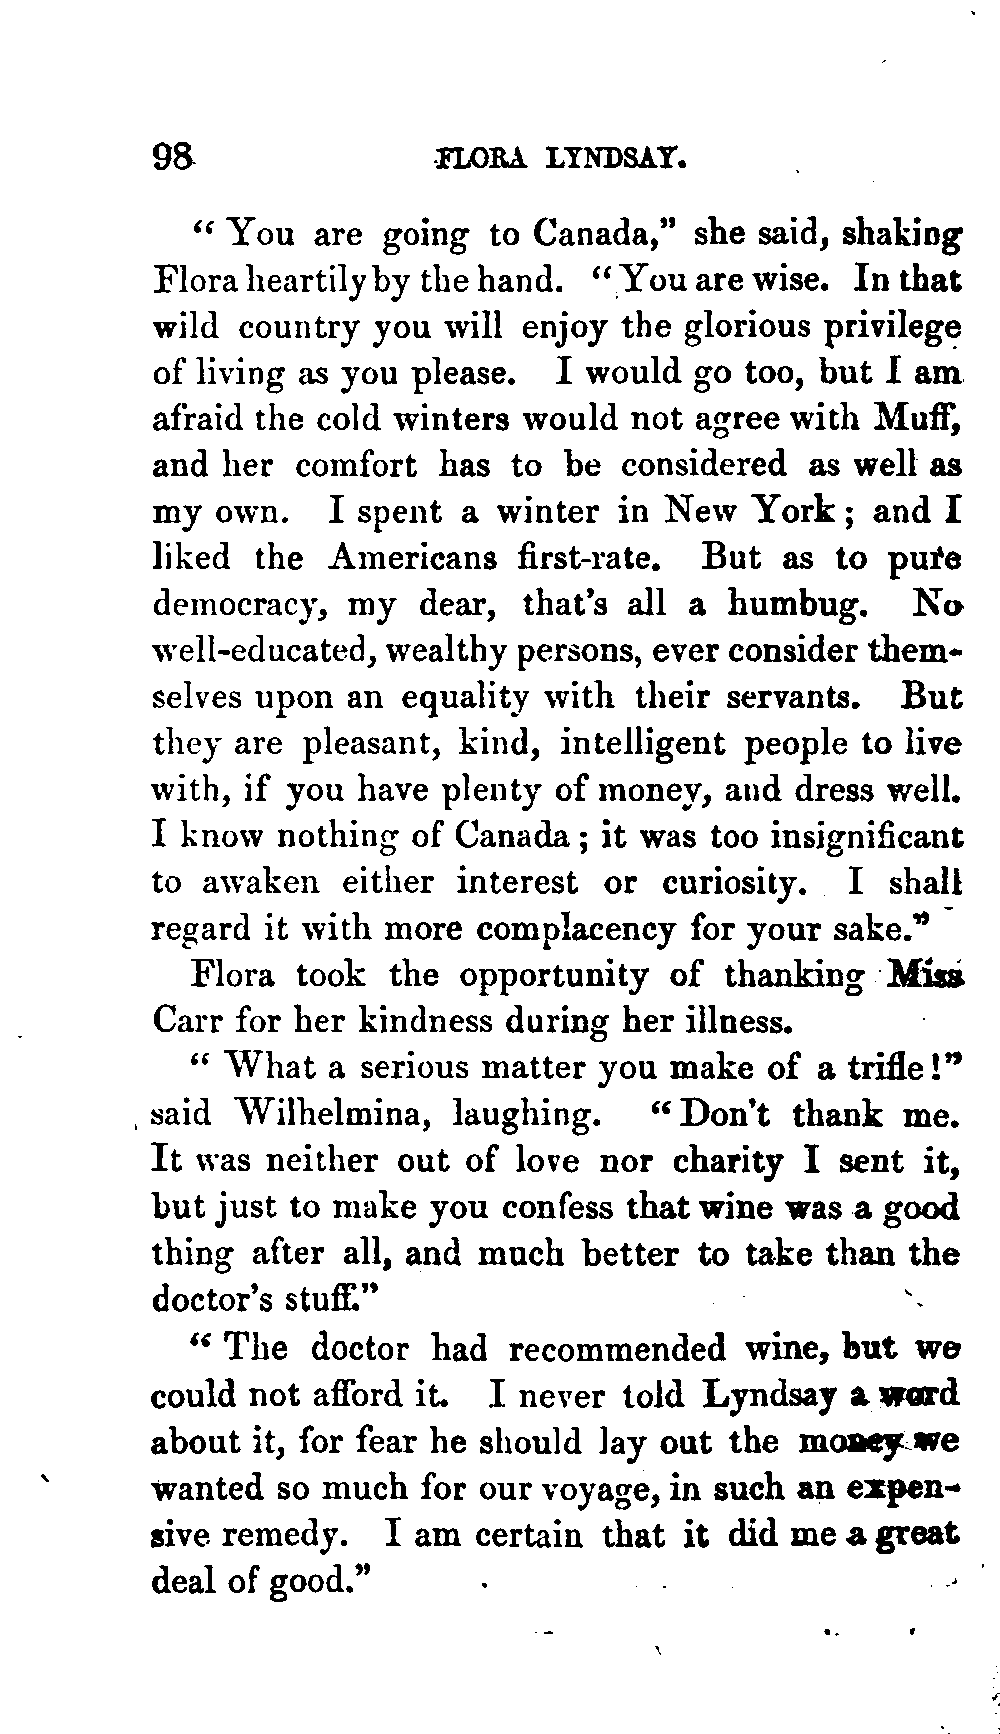 98 FLORA LYNDSAY.
“ You are going to Canada,” she said, shaking
Flora heartily by the hand. “ You are wise. In that
wild country you will enjoy the glorious privilege
of living as you please. I would go too, but I am
afraid the cold winters would not agree with Muff,
and her comfort has to be considered as well as
my own. I spent a winter in New York ; and I
liked the Americans first-rate. But as to pure
democracy, my dear, that’s all a humbug. No
well-educated, wealthy persons, ever consider them-
selves upon an equality with their servants. But
they are pleasant, kind, intelligent people to live
with, if you have plenty of money, and dress well.
I know nothing of Canada ; it was too insignificant
to awaken either interest or curiosity. I shall
regard it with more complacency for your sake.”
Flora took the opportunity of thanking Miss
Carr for her kindness during her illness.
“ What a serious matter you make of a trifle !”
said Wilhelmina, laughing. “ Don’t thank me.
It was neither out of love nor charity I sent it,
but just to make you confess that wine was a good
thing after all, and much better to take than the
doctor’s stuff.”
“ The doctor had recommended wine, but we
could not afford it. I never told Lyndsay a word
about it, for fear he should lay out the money we
wanted so much for our voyage, in such an expen-
sive remedy. I am certain that it did me a great
deal of good.”